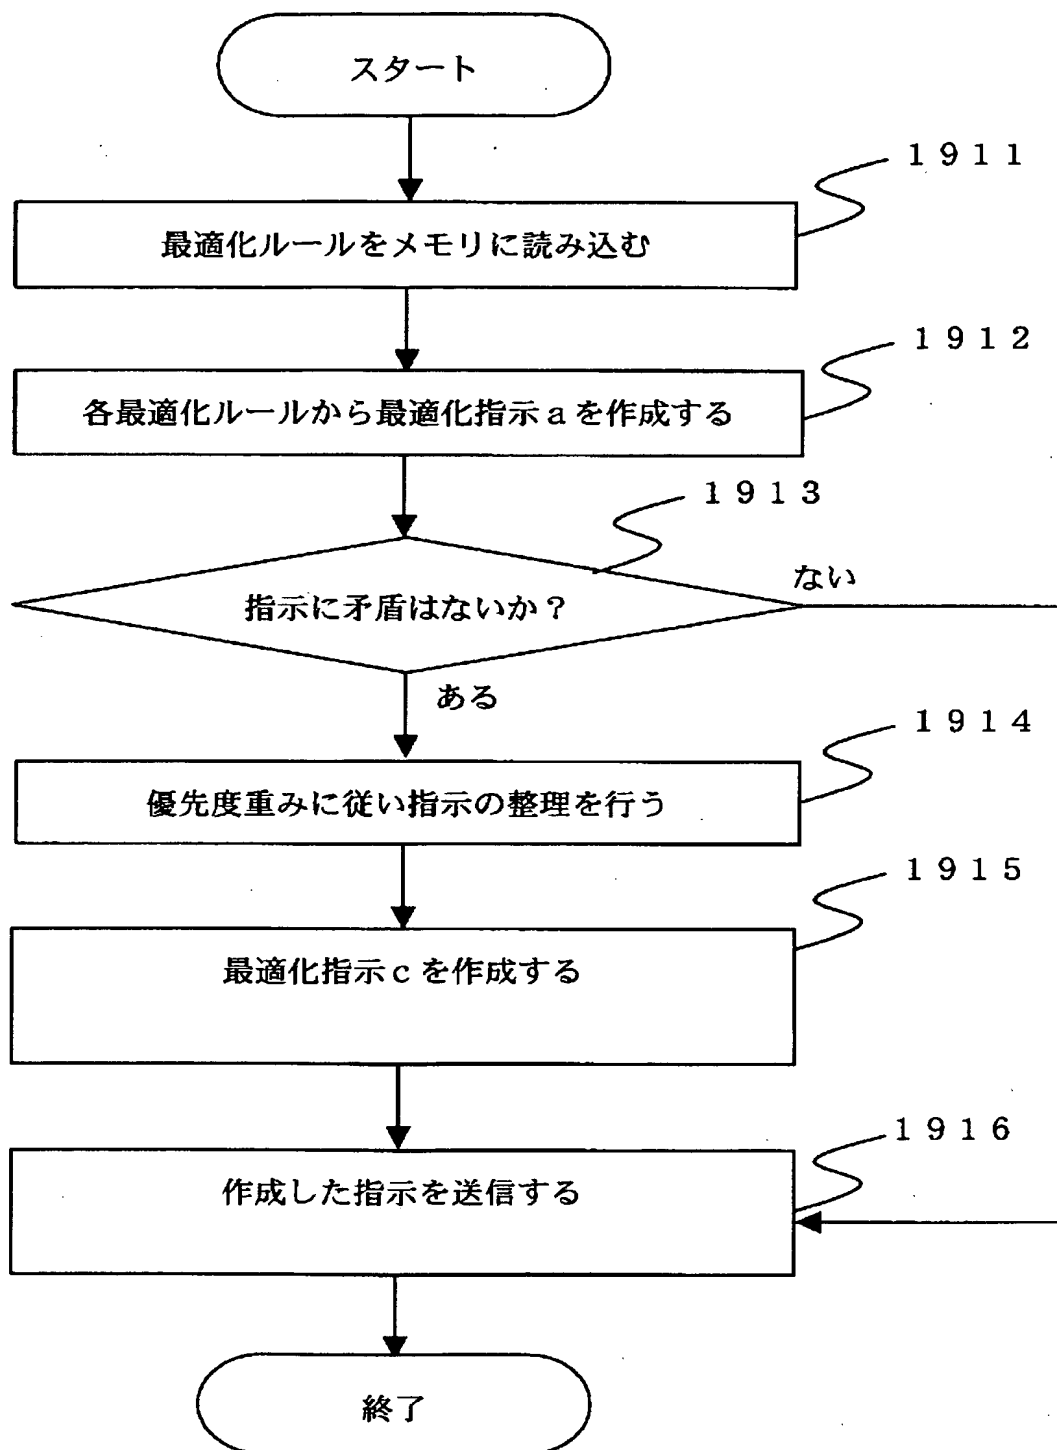 スタート
1911
最適化ルールをメモリに読み込む
1912
各最適化ルールから最適化指示aを作成する
1913
ない
指示に矛盾はないか?
ある
1914
優先度重みに従い指示の整理を行う
1915
最適化指示cを作成する
1916
作成した指示を送信する
終了